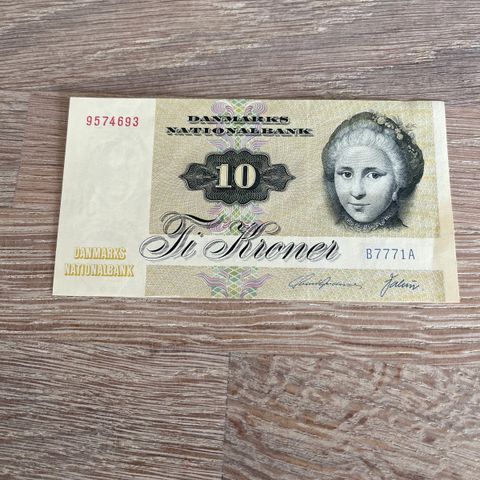 9574693
DANMARKS
NATIONALBANK
10
Ti Kroner
DANMARKS
NATIONALBANK
B7771A